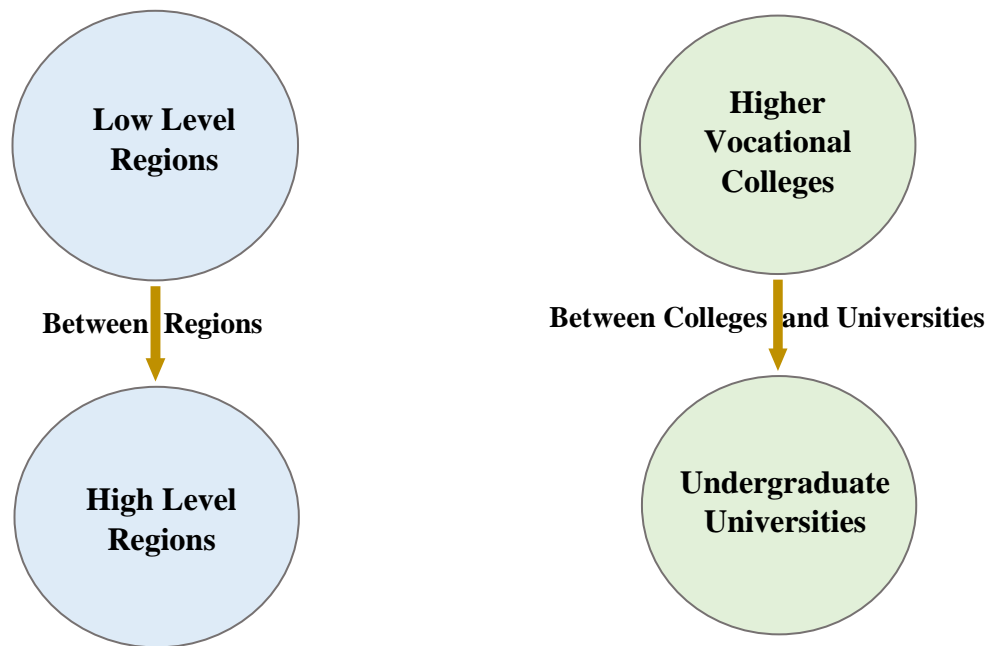 Low Level
Regions
Between Regions
High Level
Regions
Higher
Vocational
Colleges
Between Colleges and Universities
Undergraduate
Universities